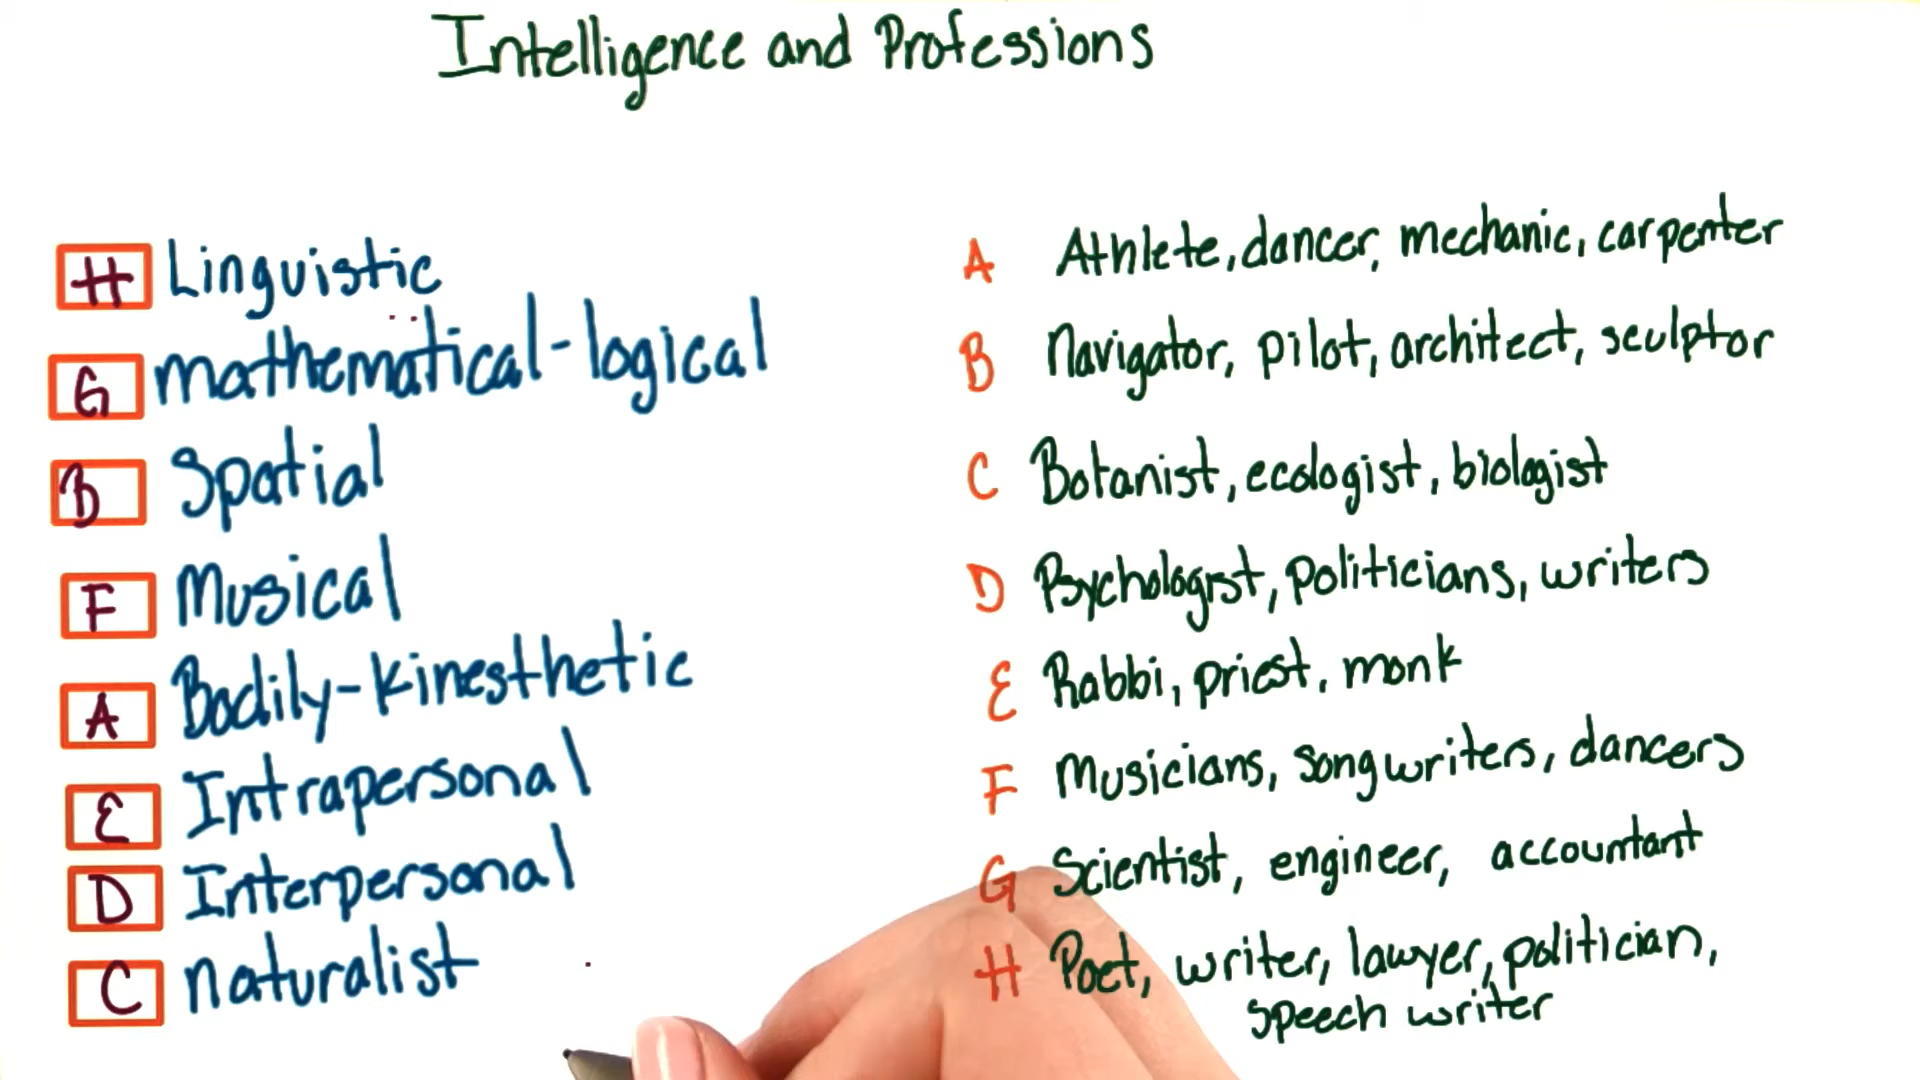 Intelligence and Professions
H Linguistic
G mathematical-logical
B Spatial
F Musical
A Bodily-kinesthetic
E Intrapersonal
D Interpersonal
C naturalist
A Athlete, dancer, mechanic, carpenter
B Navigator, pilot, architect, sculptor
C Botanist, ecologist, biologist
D Psychologist, politicians, writers
E Rabbi, priest, monk
F Musicians, songwriters, dancers
G Scientist, engineer, accountant
H Poet, writer, lawyer, politician,
speech writer